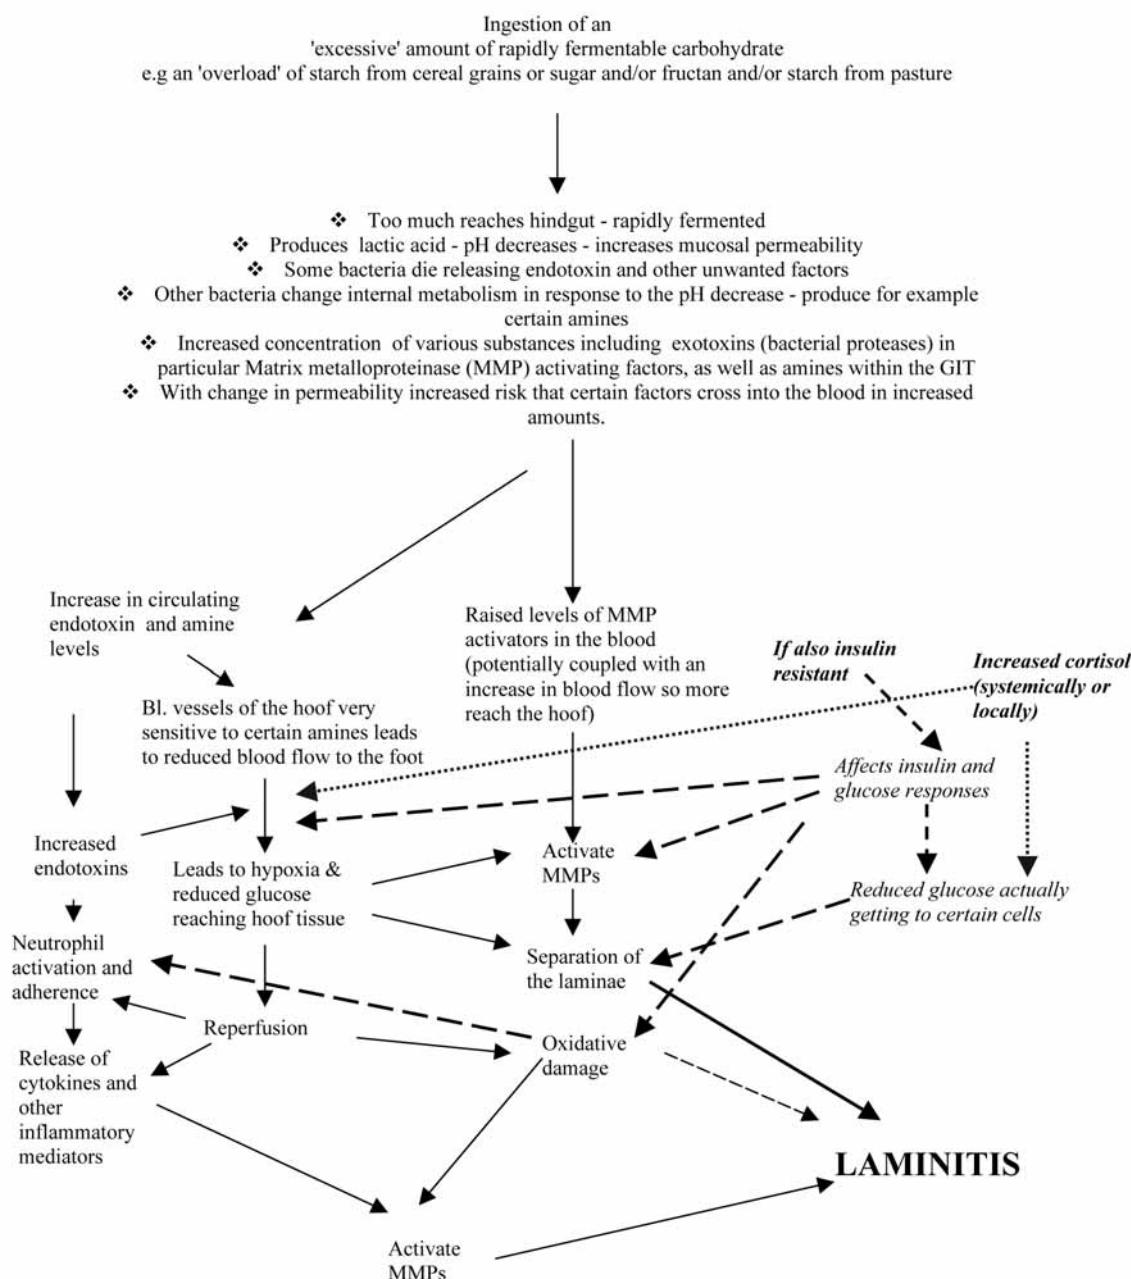 Ingestion of an
'excessive' amount of rapidly fermentable carbohydrate
e.g an 'overload' of starch from cereal grains or sugar and/or fructan and/or starch from pasture
❖ Too much reaches hindgut - rapidly fermented
❖ Produces lactic acid - pH decreases - increases mucosal permeability
❖ Some bacteria die releasing endotoxin and other unwanted factors
❖ Other bacteria change internal metabolism in response to the pH decrease - produce for example
certain amines
❖ Increased concentration of various substances including exotoxins (bacterial proteases) in
particular Matrix metalloproteinase (MMP) activating factors, as well as amines within the GIT
❖ With change in permeability increased risk that certain factors cross into the blood in increased
amounts.
Increase in circulating
endotoxin and amine
levels
Raised levels of MMP
activators in the blood
(potentially coupled with an
increase in blood flow so more
reach the hoof)
If also insulin
resistant
Increased cortisol
(systemically or
locally)
Bl. vessels of the hoof very
sensitive to certain amines leads
to reduced blood flow to the foot
Affects insulin and
glucose responses
Increased
endotoxins
Leads to hypoxia &
reduced glucose
reaching hoof tissue
Activate
MMPs
Reduced glucose actually
getting to certain cells
Neutrophil
activation and
adherence
Separation of
the laminae
Reperfusion
Oxidative
damage
Release of
cytokines and
other
inflammatory
mediators
LAMINITIS
Activate
MMPs